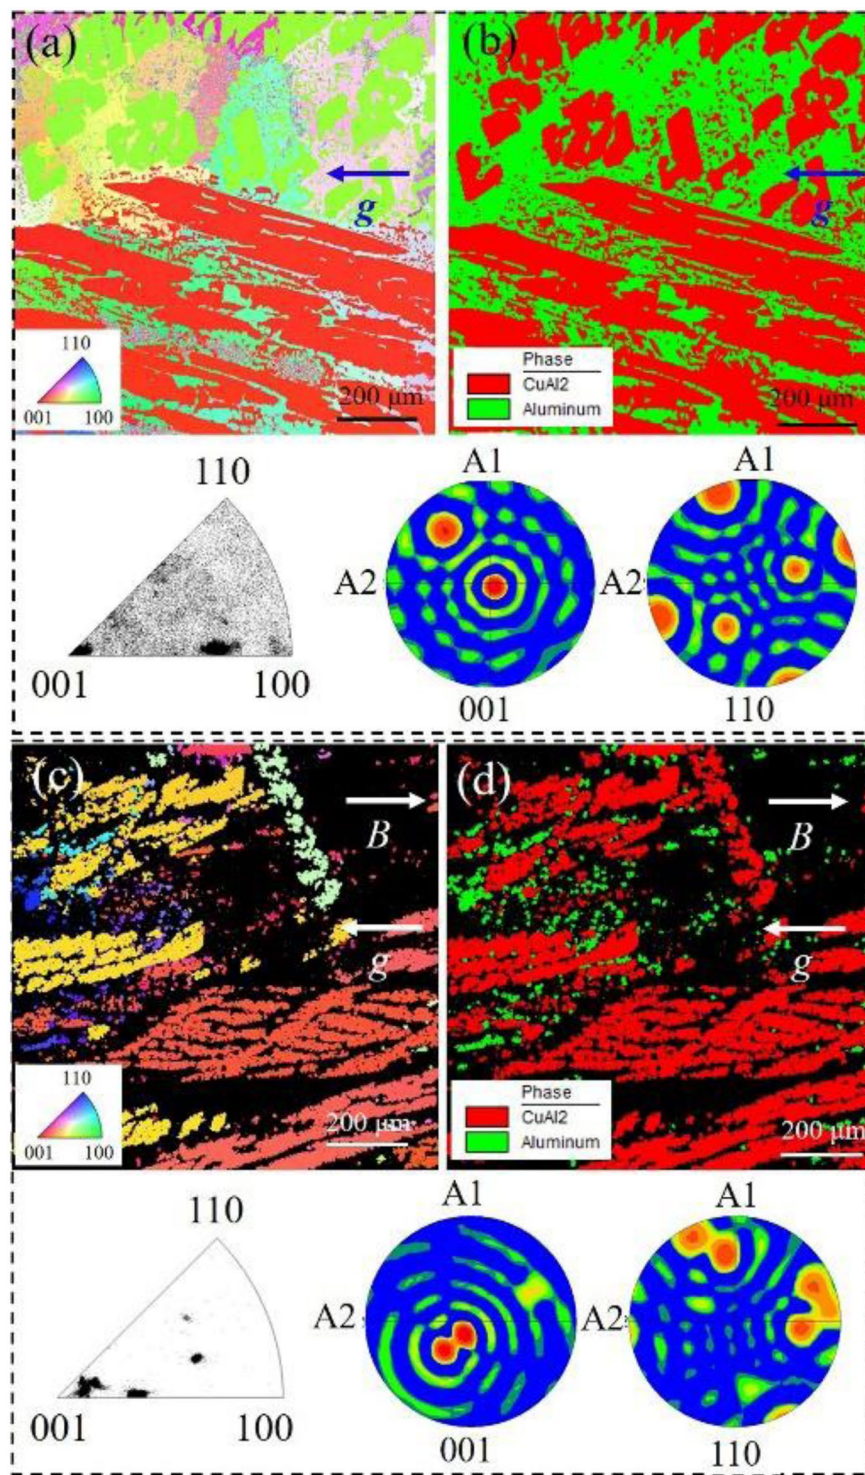 (a)
g
110
001 100
200 μm
(b)
g
Phase
CuAl2
Aluminum
200 μm
110
001 100
A1
A2
001
A1
A2
110
(c)
B
g
110
001 100
200 μm
(d)
B
g
Phase
CuAl2
Aluminum
200 μm
110
001 100
A1
A2
001
A1
A2
110